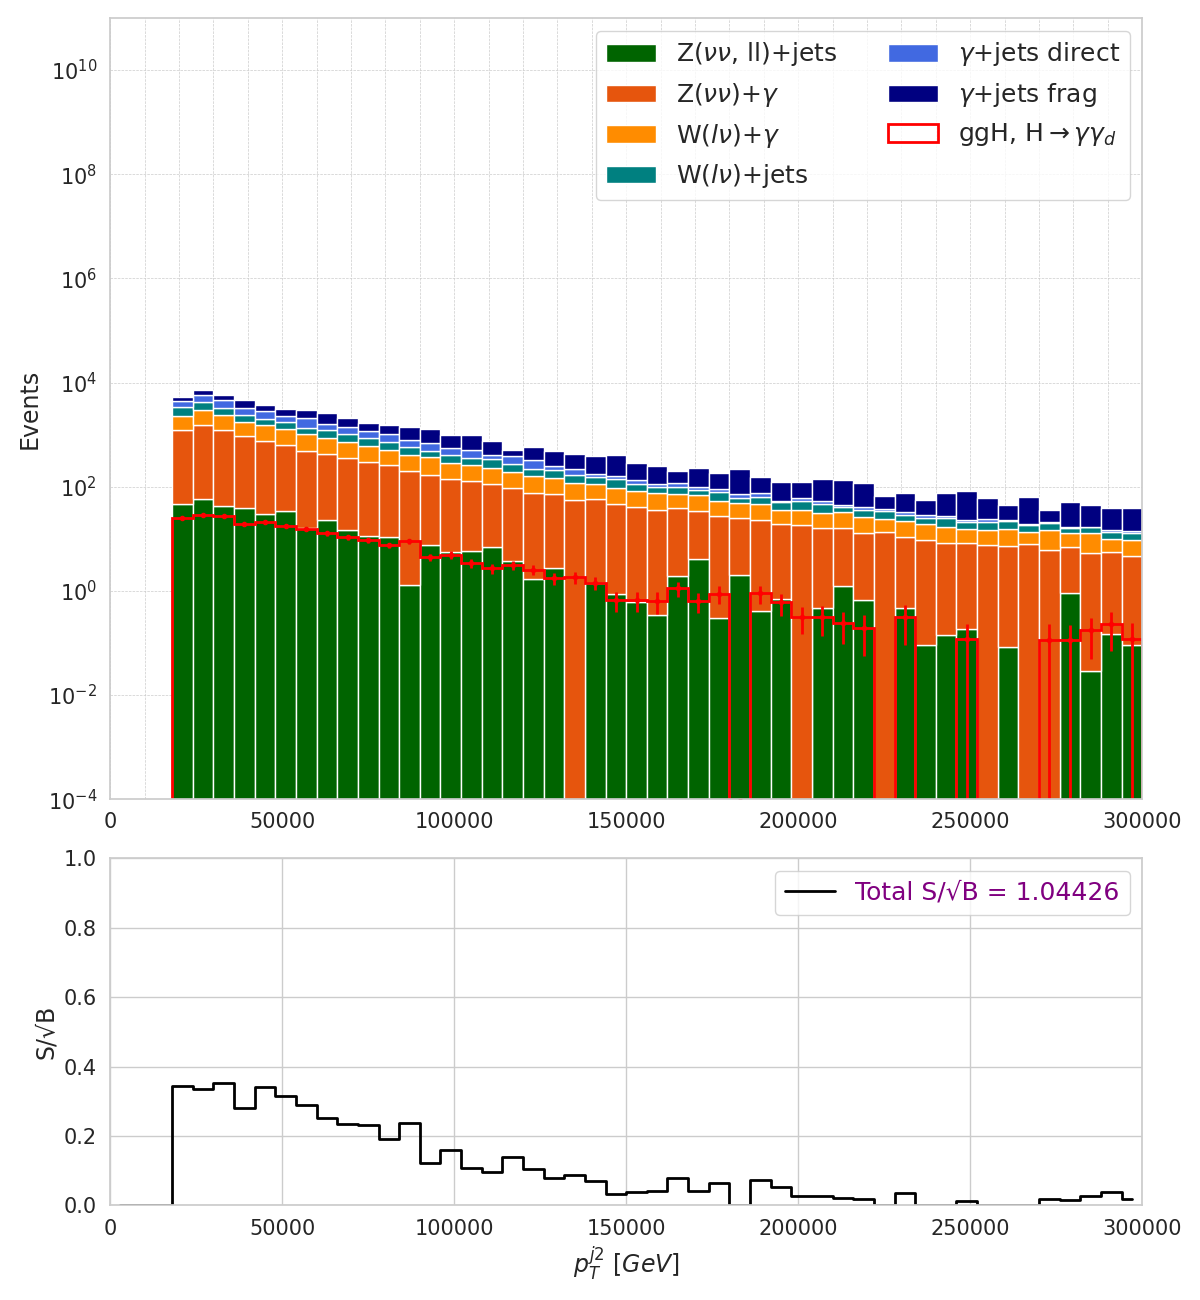 Z(νν, ll)+jets
Z(νν)+γ
W(lν)+γ
W(lν)+jets
γ+jets direct
γ+jets frag
ggH, H→γγ_d
Events
10^10
10^8
10^6
10^4
10^2
10^0
10^−2
10^−4
0 50000 100000 150000 200000 250000 300000
Total S/√B = 1.04426
S/√B
1.0
0.8
0.6
0.4
0.2
0.0
0 50000 100000 150000 200000 250000 300000
p_T^{j2} [GeV]